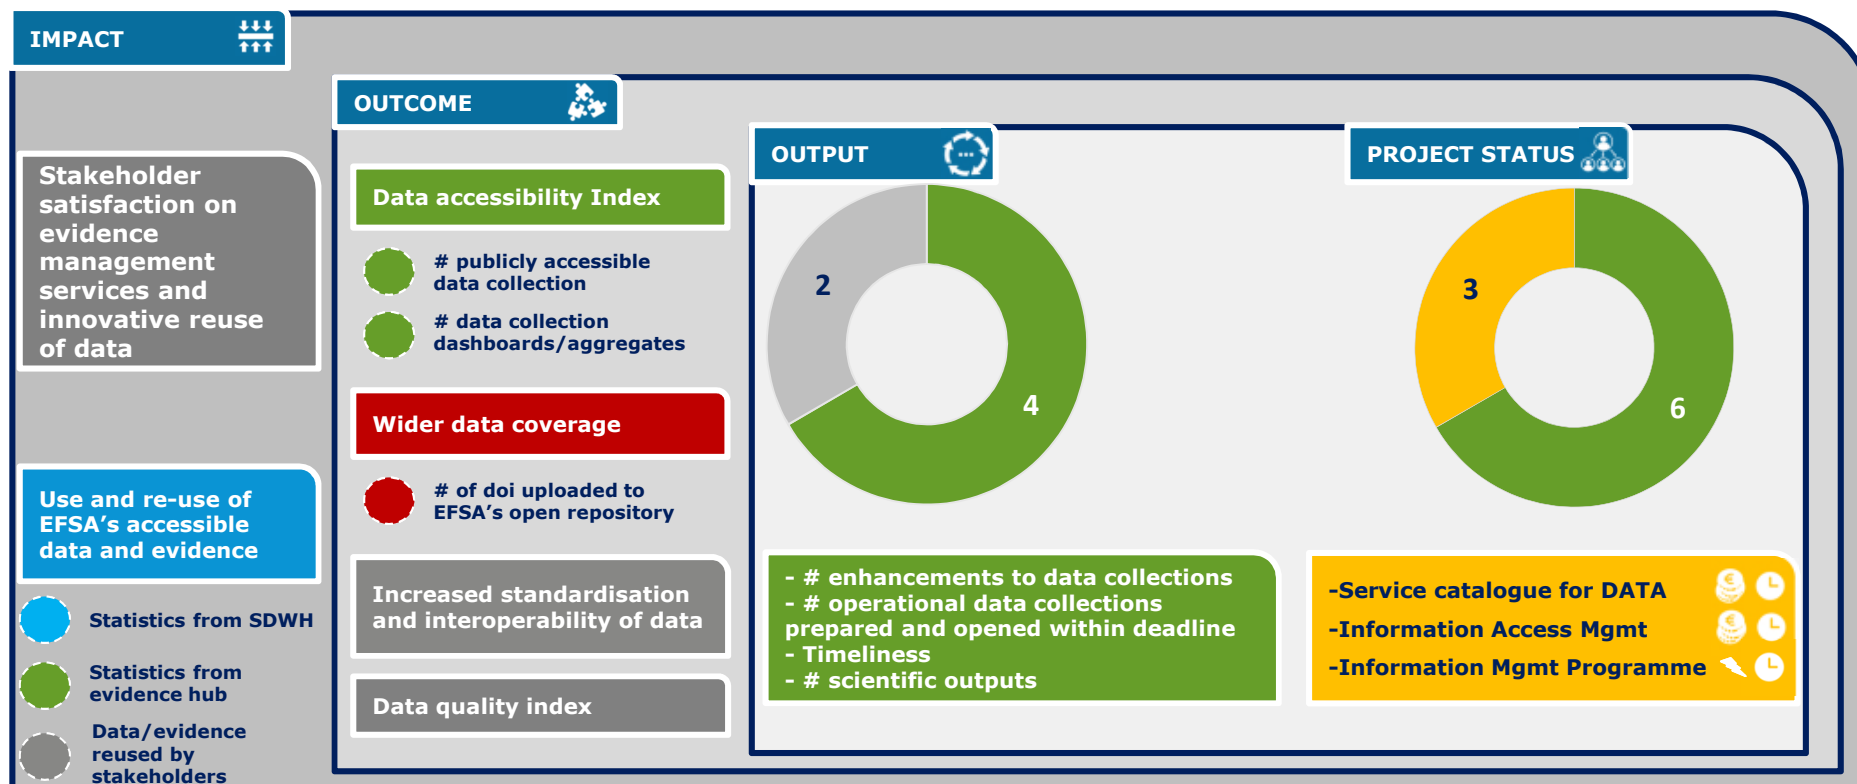 IMPACT
OUTCOME
OUTPUT
PROJECT STATUS
Stakeholder
satisfaction on
evidence
management
services and
innovative reuse
of data
Use and re-use of
EFSA's accessible
data and evidence
Statistics from SDWH
Statistics from
evidence hub
Data/evidence
reused by
stakeholders
Data accessibility Index
# publicly accessible
data collection
# data collection
dashboards/aggregates
Wider data coverage
# of doi uploaded to
EFSA's open repository
Increased standardisation
and interoperability of data
Data quality index
2
4
- # enhancements to data collections
- # operational data collections
prepared and opened within deadline
- Timeliness
- # scientific outputs
3
6
-Service catalogue for DATA
-Information Access Mgmt
-Information Mgmt Programme